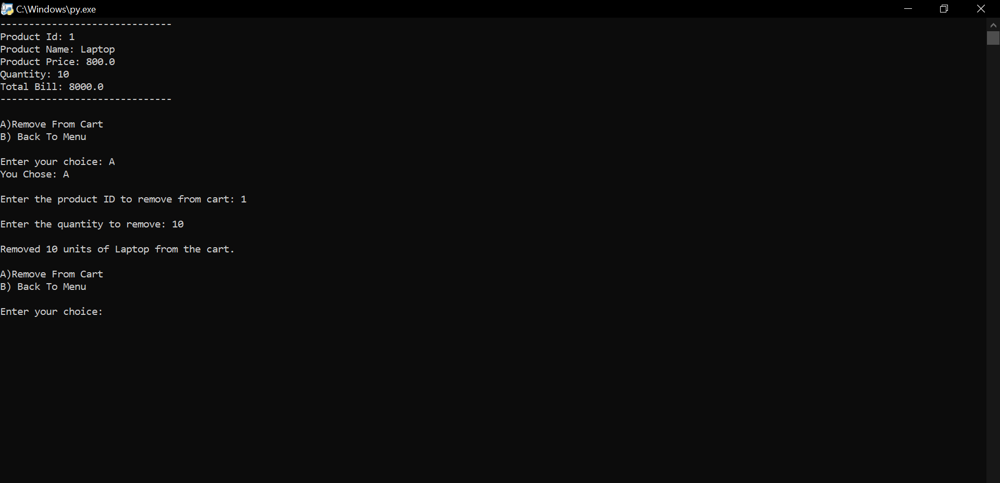 C:\Windows\py.exe
------------------------------
Product Id: 1
Product Name: Laptop
Product Price: 800.0
Quantity: 10
Total Bill: 8000.0
------------------------------
A)Remove From Cart
B) Back To Menu
Enter your choice: A
You Chose: A
Enter the product ID to remove from cart: 1
Enter the quantity to remove: 10
Removed 10 units of Laptop from the cart.
A)Remove From Cart
B) Back To Menu
Enter your choice: